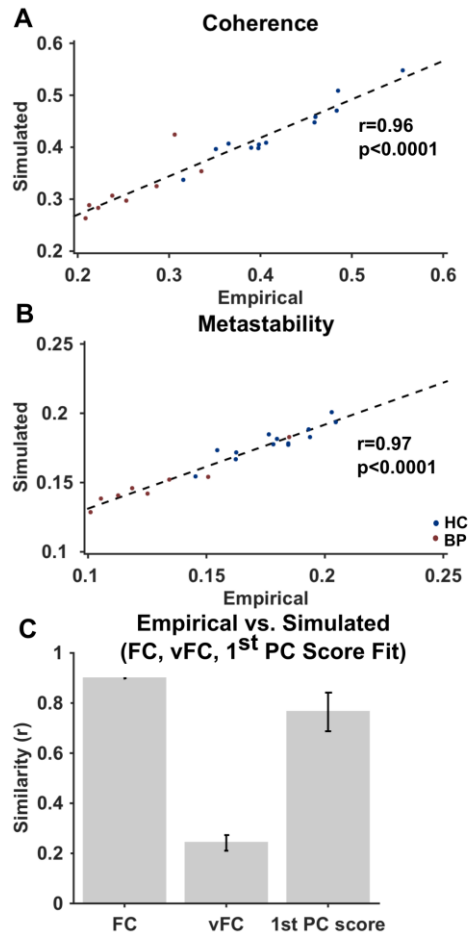 A
Coherence
0.6
0.5
0.4
0.3
0.2
Simulated
r=0.96
p<0.0001
0.2 0.3 0.4 0.5 0.6
Empirical
B
Metastability
0.25
0.2
0.15
0.1
Simulated
r=0.97
p<0.0001
HC
BP
0.1 0.15 0.2 0.25
Empirical
C
Empirical vs. Simulated
(FC, vFC, 1st PC Score Fit)
1
0.8
0.6
0.4
0.2
0
Similarity (r)
FC vFC 1st PC score